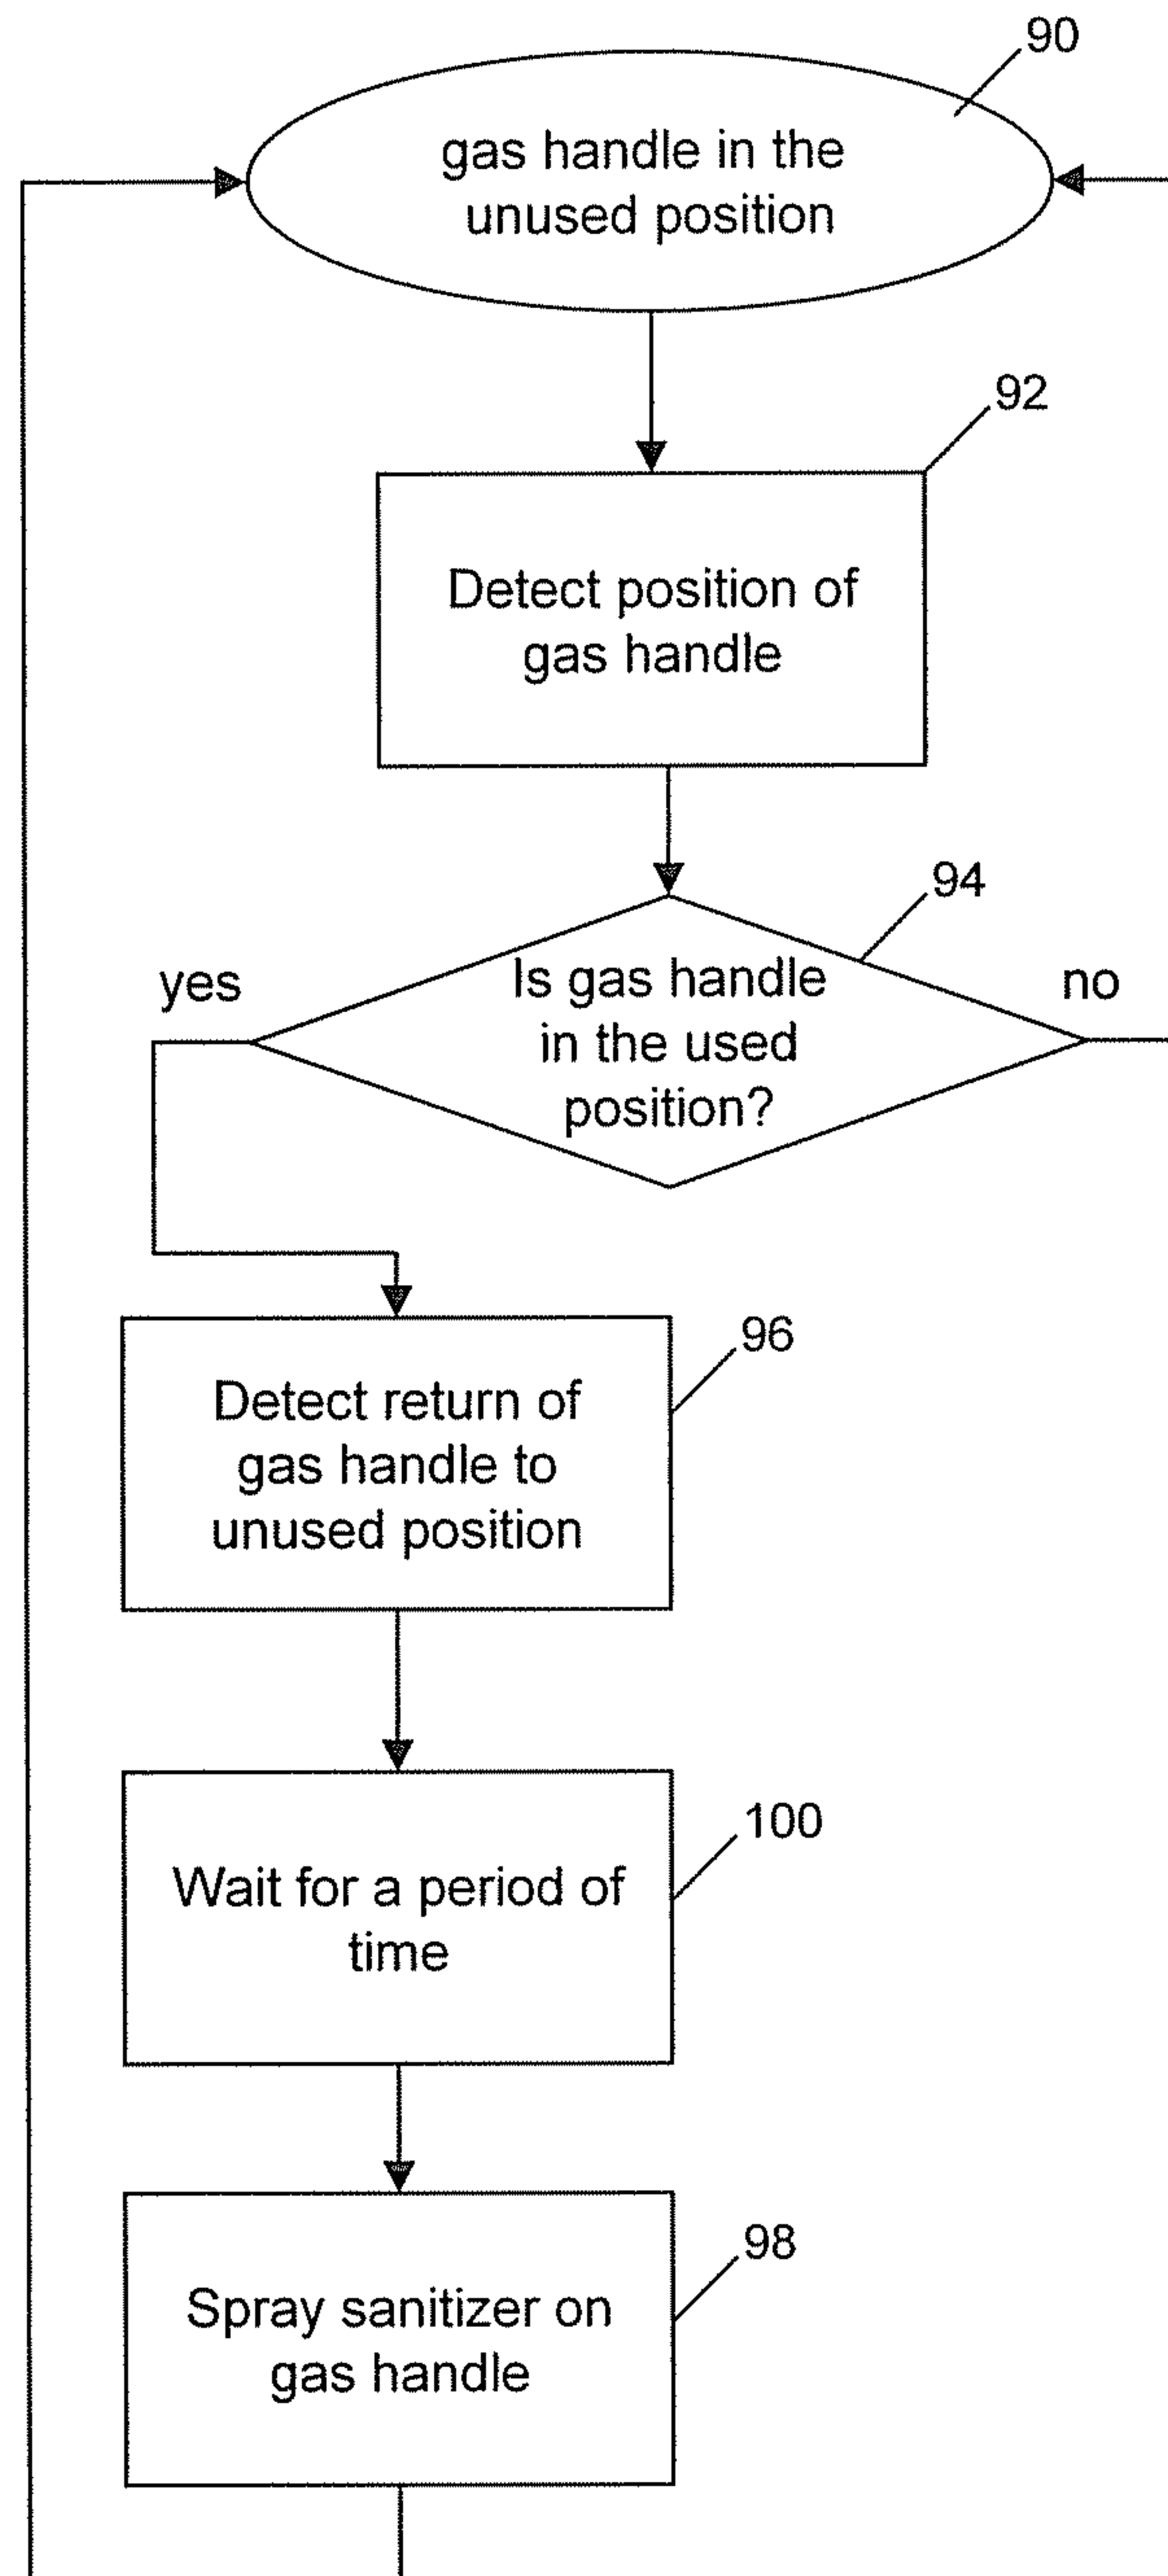 90
gas handle in the
unused position
92
Detect position of
gas handle
94
yes
Is gas handle
no
in the used
position?
96
Detect return of
gas handle to
unused position
100
Wait for a period of
time
98
Spray sanitizer on
gas handle